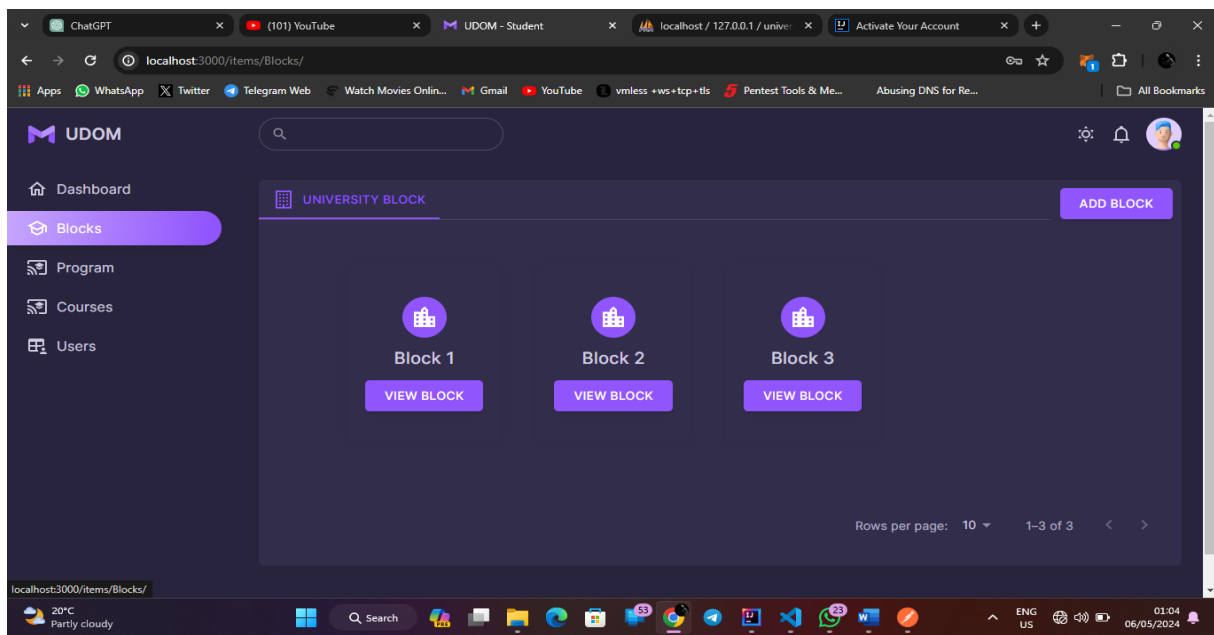 ChatGPT
(101) YouTube
UDOM - Student
localhost / 127.0.0.1 / univer
Activate Your Account
localhost:3000/items/Blocks/
Apps
WhatsApp
Twitter
Telegram Web
Watch Movies Onlin...
Gmail
YouTube
vmless +ws+tcp+tls
Pentest Tools & Me...
Abusing DNS for Re...
All Bookmarks
UDOM
Dashboard
Blocks
Program
Courses
Users
UNIVERSITY BLOCK
ADD BLOCK
Block 1
Block 2
Block 3
VIEW BLOCK
VIEW BLOCK
VIEW BLOCK
Rows per page: 10
1–3 of 3
localhost:3000/items/Blocks/
20°C
Partly cloudy
Search
PRE
53
23
ENG
US
01:04
06/05/2024